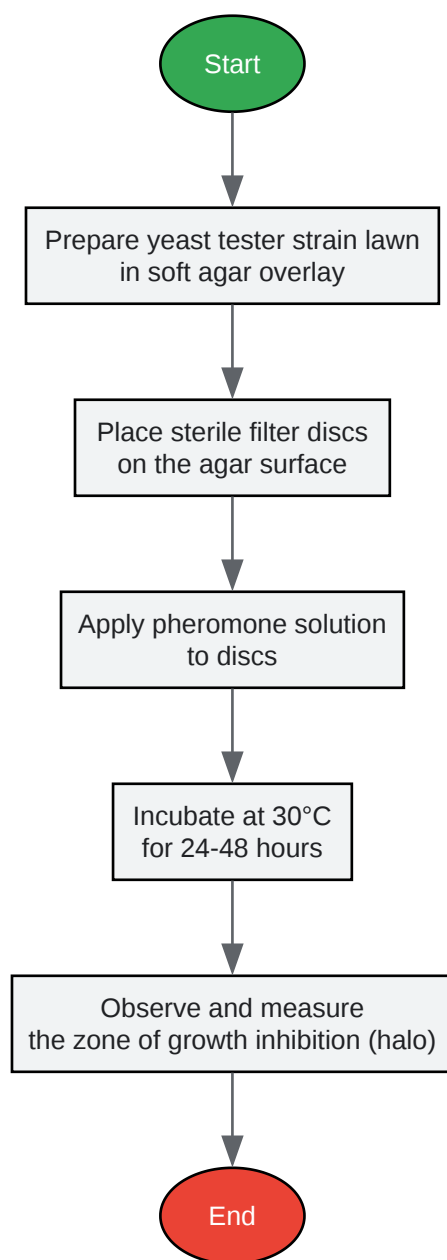 Start
Prepare yeast tester strain lawn
in soft agar overlay
Place sterile filter discs
on the agar surface
Apply pheromone solution
to discs
Incubate at 30°C
for 24-48 hours
Observe and measure
the zone of growth inhibition (halo)
End